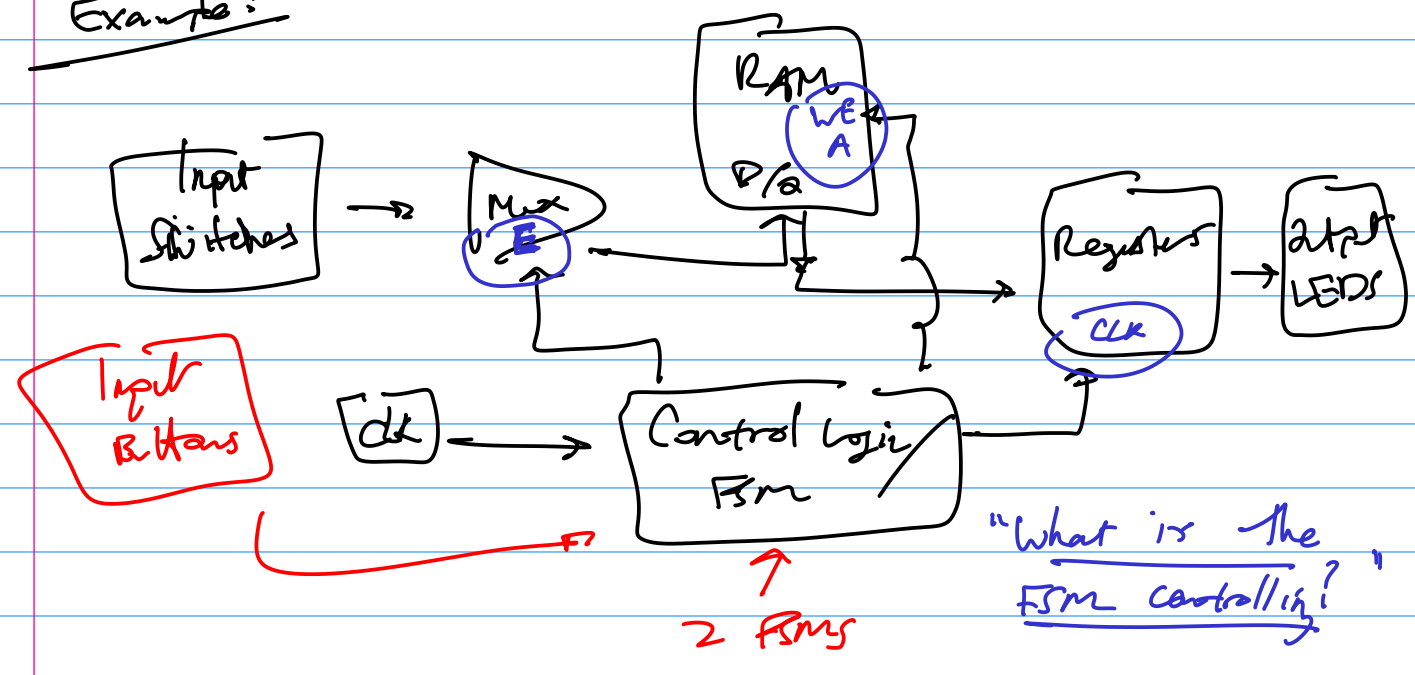 Example:
RAM
WE
A
D/Q
Input
Switches
Mux
E
Registers
CLK
LEDS
Input
Buttons
clk
Control Logic
FSM
2 FSMs
"What is the
FSM controlling?"